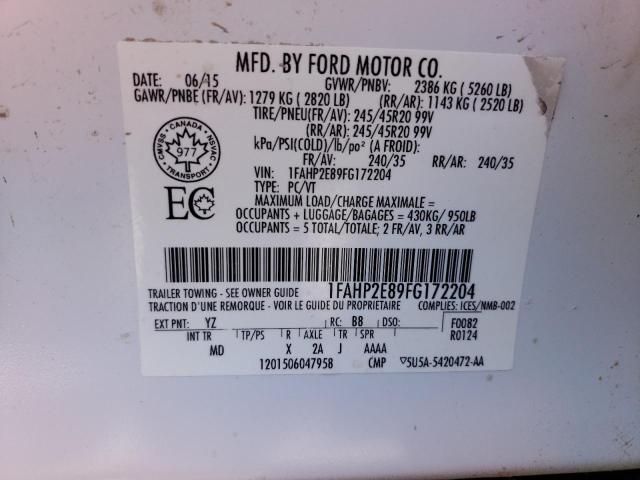 MFD. BY FORD MOTOR CO.
DATE: 06/15 GVWR/PNBV: 2386 KG (5260 LB)
GAWR/PNBE (FR/AV): 1279 KG (2820 LB) (RR/AR): 1143 KG (2520 LB)
TIRE/PNEU(FR/AV): 245/45R20 99V
(RR/AR): 245/45R20 99V
kPa/PSI(COLD)/lb/po² (A FROID):
FR/AV: 240/35 RR/AR: 240/35
VIN: 1FAHP2E89FG172204
TYPE: PC/VT
CANADA
CMVSS NSVAC
977
TRANSPORT
EC
MAXIMUM LOAD/CHARGE MAXIMALE =
OCCUPANTS + LUGGAGE/BAGAGES = 430KG/ 950LB
OCCUPANTS = 5 TOTAL/TOTALE; 2 FR/AV, 3 RR/AR
1FAHP2E89FG172204
TRAILER TOWING - SEE OWNER GUIDE
TRACTION D'UNE REMORQUE - VOIR LE GUIDE DU PROPRIETAIRE COMPLIES: ICES/NMB-002
EXT PNT: YZ RC: B8 DSO: F0082
INT TR TP/PS R AXLE TR SPR R0124
MD X 2A J AAAA
1201506047958 CMP ▽5U5A-5420472-AA